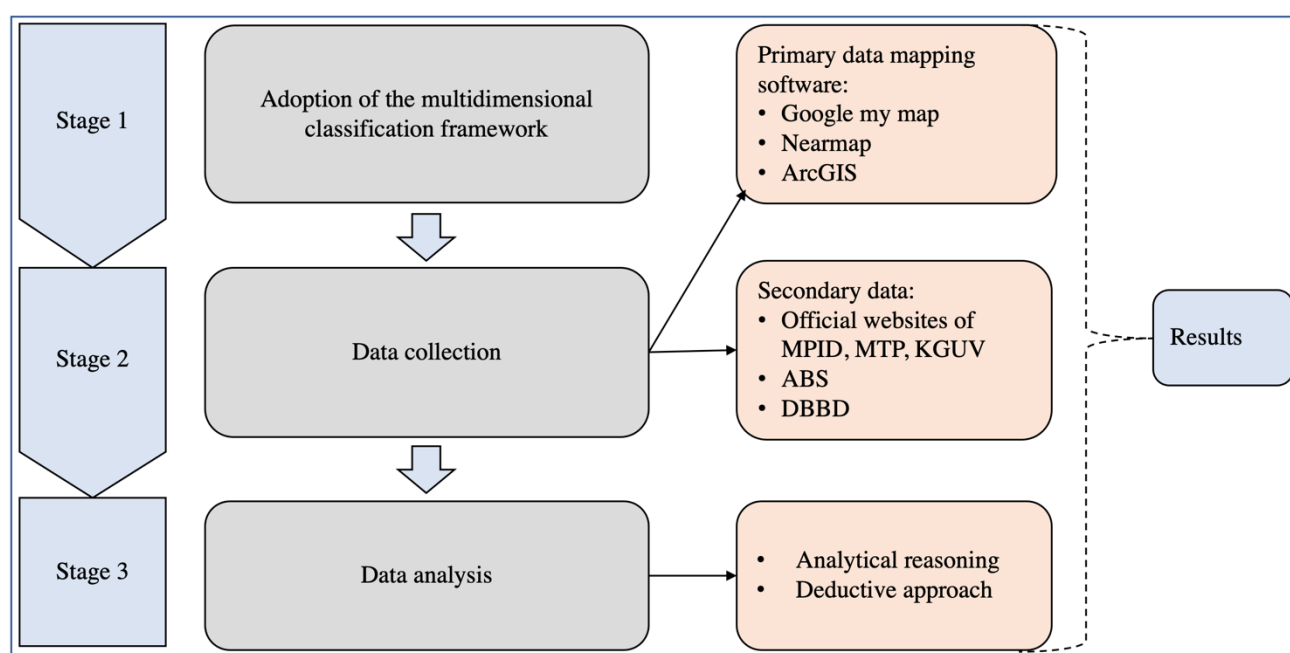 Stage 1
Adoption of the multidimensional
classification framework
Primary data mapping
software:
• Google my map
• Nearmap
• ArcGIS
Stage 2
Data collection
Secondary data:
• Official websites of
MPID, MTP, KGUV
• ABS
• DBBD
Results
Stage 3
Data analysis
• Analytical reasoning
• Deductive approach